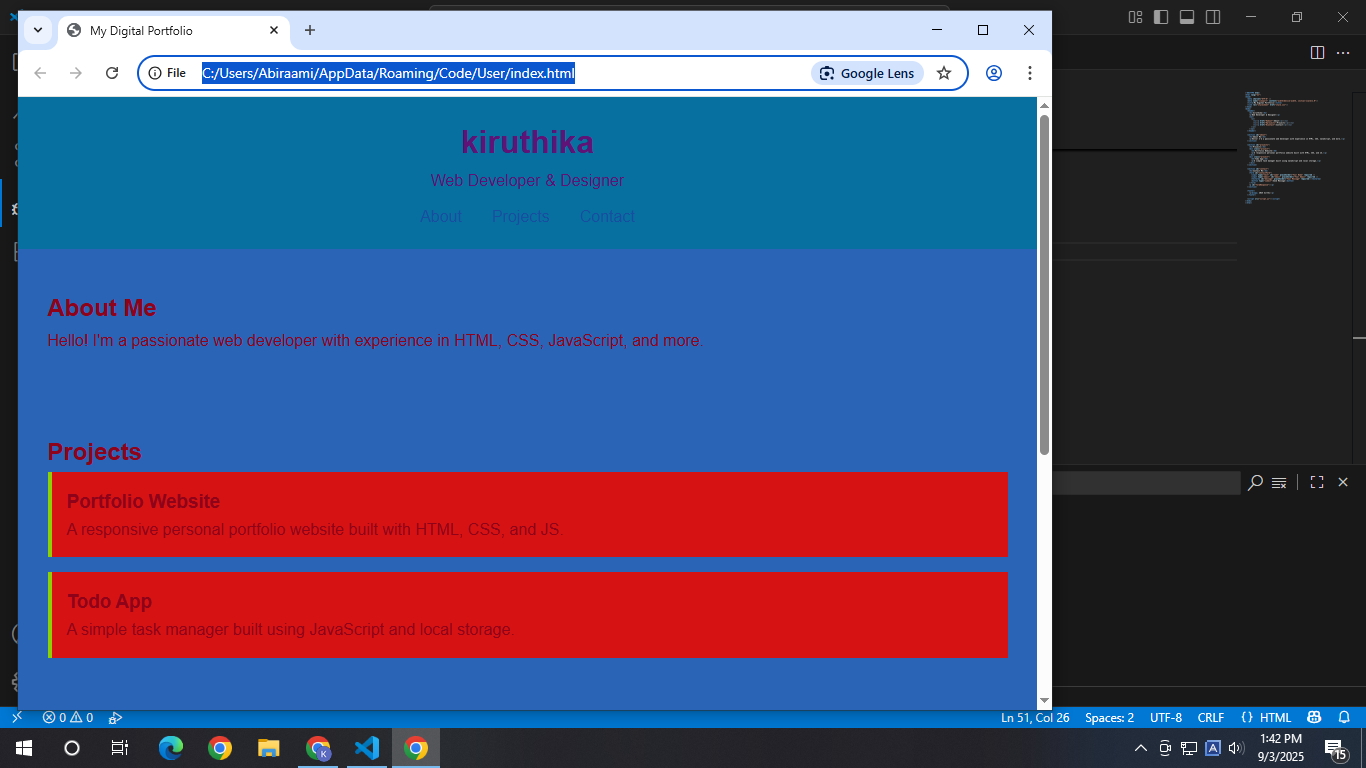 My Digital Portfolio
File
C:/Users/Abiraami/AppData/Roaming/Code/User/index.html
Google Lens
kiruthika
Web Developer & Designer
About
Projects
Contact
About Me
Hello! I'm a passionate web developer with experience in HTML, CSS, JavaScript, and more.
Projects
Portfolio Website
A responsive personal portfolio website built with HTML, CSS, and JS.
Todo App
A simple task manager built using JavaScript and local storage.
0
0
Ln 51, Col 26
Spaces: 2
UTF-8
CRLF
{} HTML
K
A
1:42 PM
9/3/2025
15